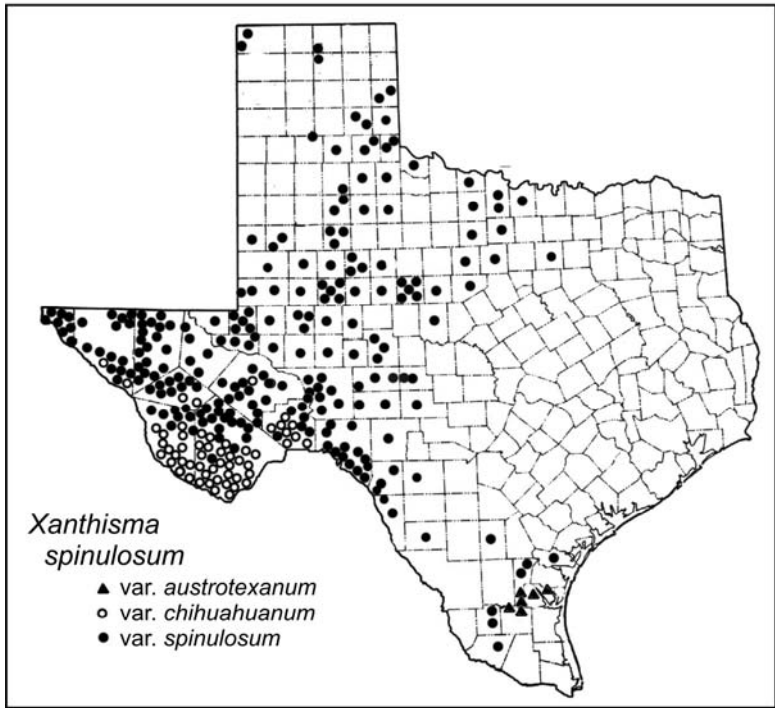 Xanthisma
spinulosum
▲ var. austrotexanum
○ var. chihuahuanum
● var. spinulosum